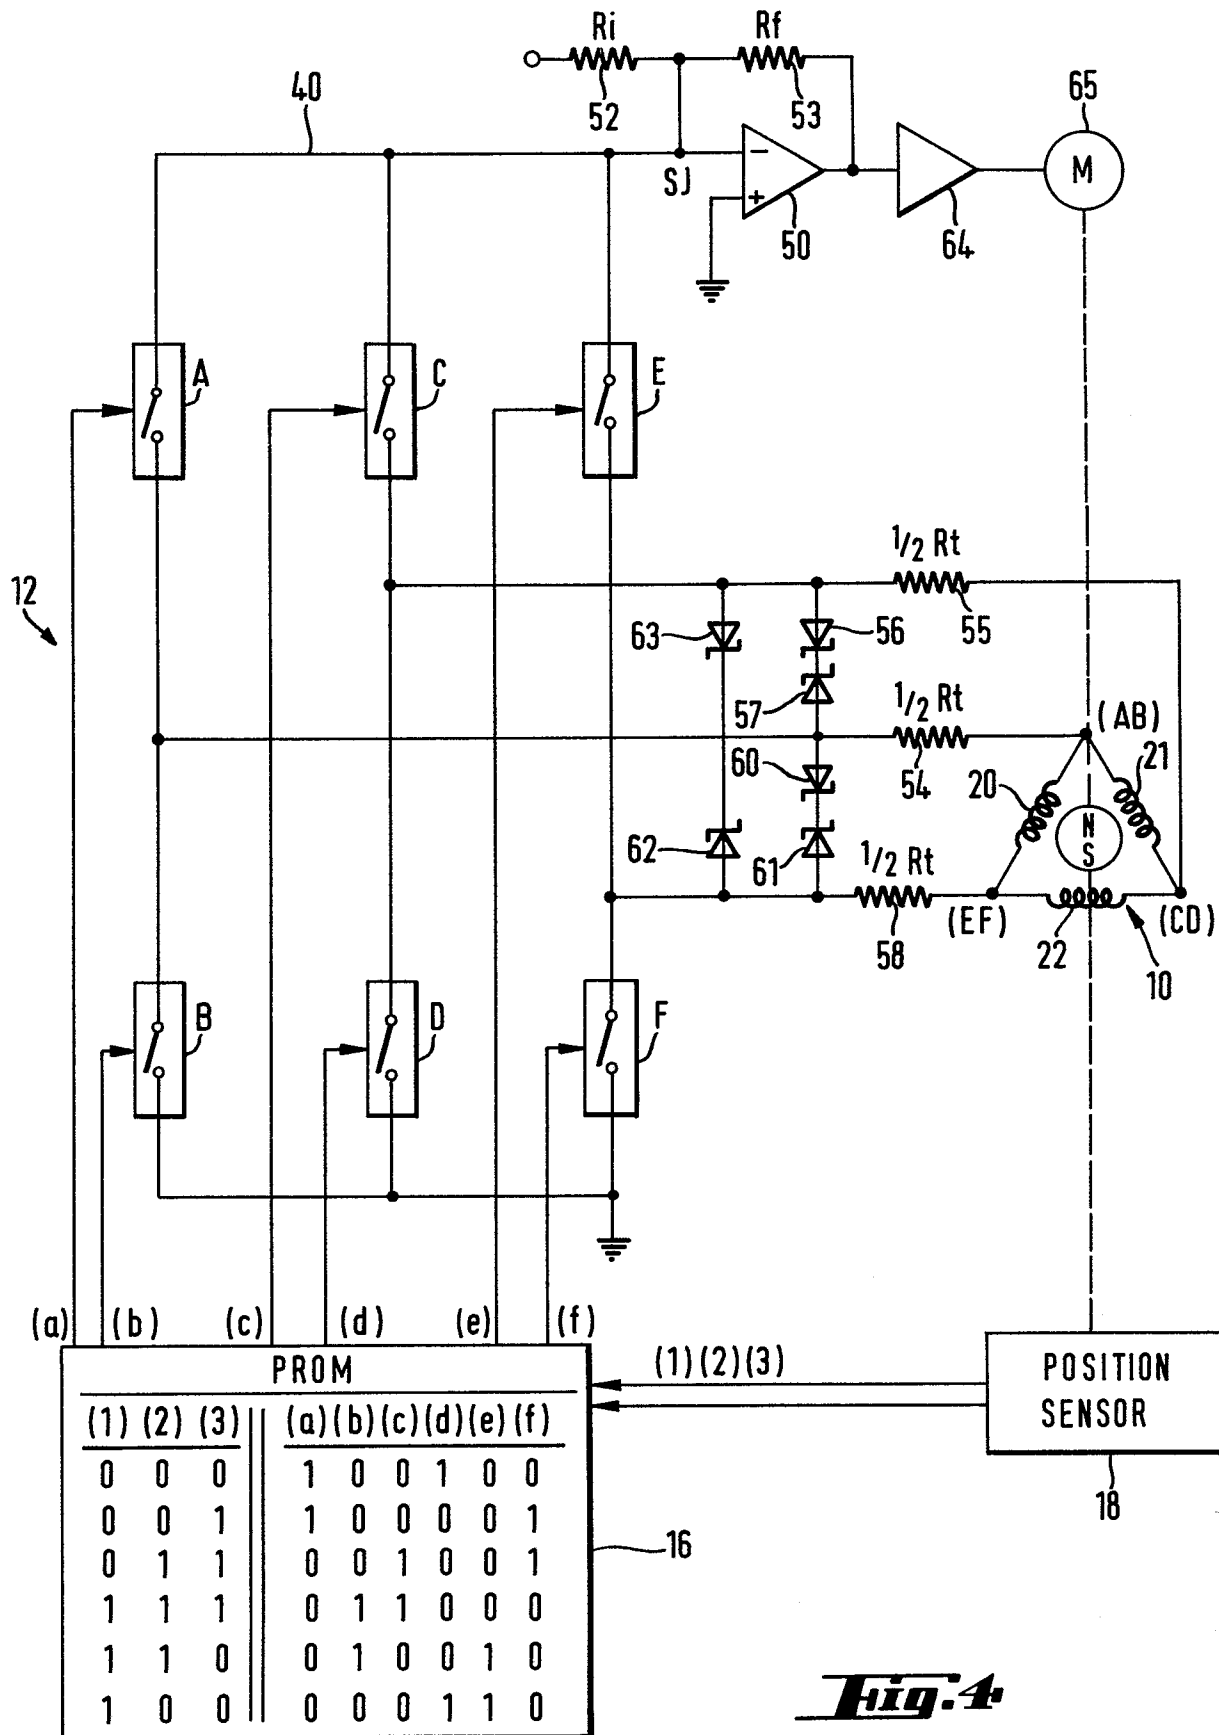 Ri
Rf
52
53
65
40
M
SJ
−
+
50
64
A
C
E
12
1/2 Rt
55
63
56
57
1/2 Rt
54
(AB)
60
20
21
N
S
62
61
1/2 Rt
58
(EF)
22
(CD)
10
B
D
F
(a) (b) (c) (d) (e) (f)
PROM
(1)(2)(3)
POSITION
SENSOR
18
(1) (2) (3) (a) (b) (c) (d) (e) (f)
0 0 0 1 0 0 1 0 0
0 0 1 1 0 0 0 0 1
0 1 1 0 0 1 0 0 1
1 1 1 0 1 1 0 0 0
1 1 0 0 1 0 0 1 0
1 0 0 0 0 0 1 1 0
16
Fig. 4